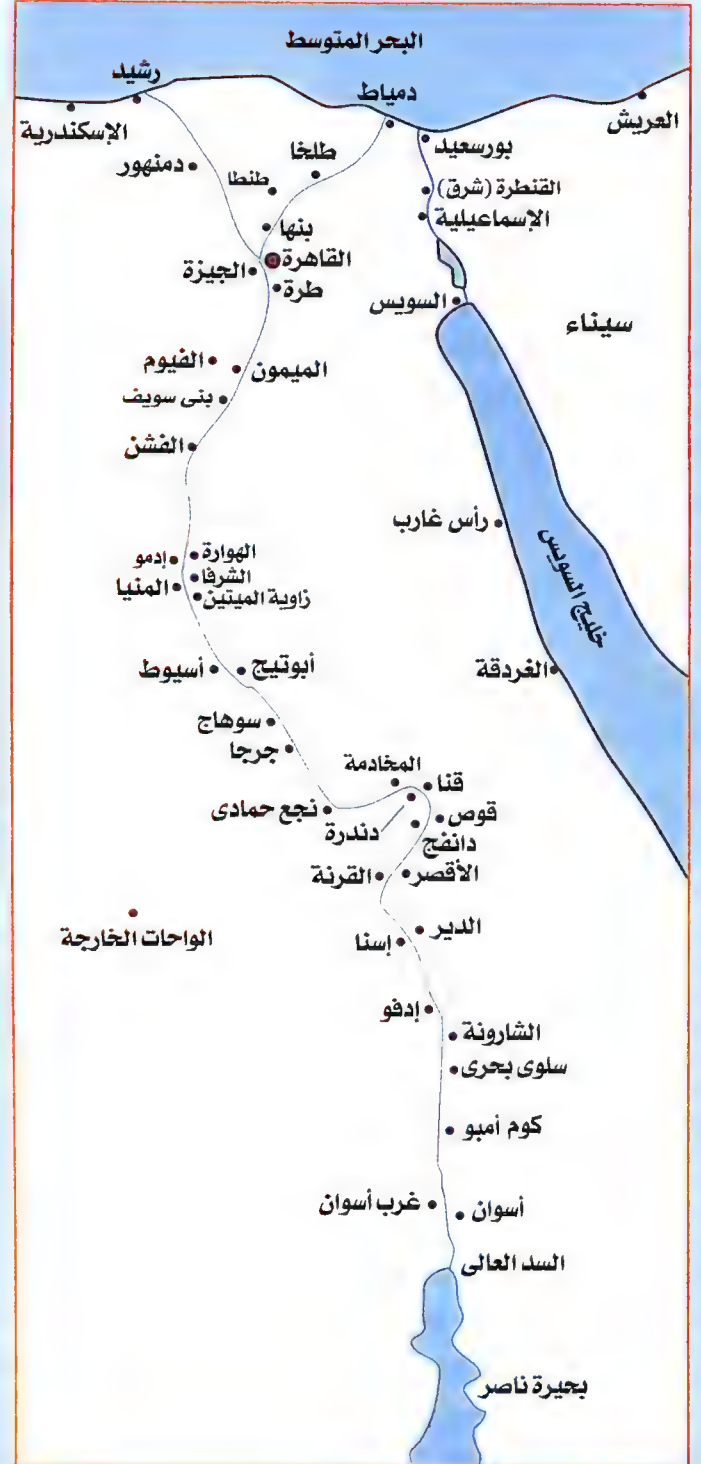 البحر المتوسط
رشيد
دمياط
العريش
الإسكندرية
بورسعيد
طلخا
دمنهور
طنطا
القنطرة (شرق)
الإسماعيلية
بنها
القاهرة
الجيزة
طرة
السويس
سيناء
الفيوم
الميمون
بنى سويف
الفشن
رأس غارب
خليج السويس
الهوارة
إدمو
الشرفا
المنيا
زاوية الميتين
الغردقة
أبوتيج
أسيوط
سوهاج
جرجا
المخادمة
قنا
نجع حمادى
قوص
دندرة
دانفج
الأقصر
القرنة
الواحات الخارجة
الدير
إسنا
إدفو
الشارونة
سلوى بحرى
كوم أمبو
غرب أسوان
أسوان
السد العالى
بحيرة ناصر